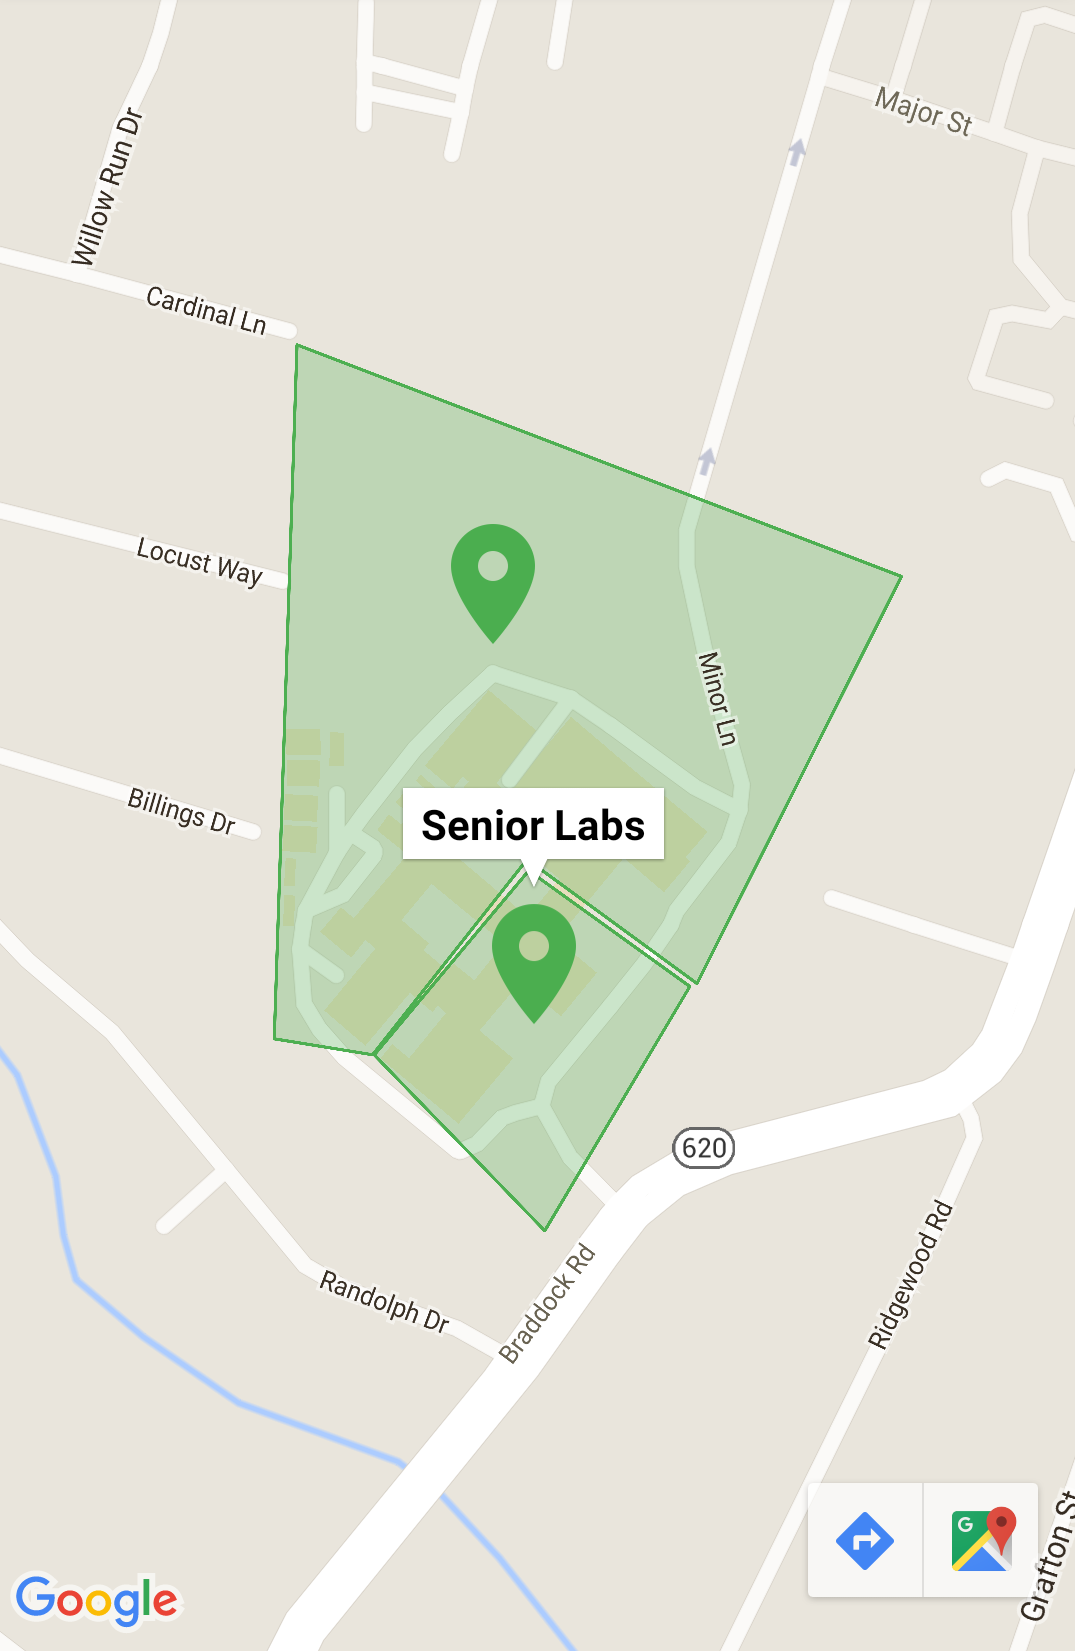 Major St
Willow Run Dr
Cardinal Ln
Locust Way
Minor Ln
Billings Dr
Senior Labs
620
Ridgewood Rd
Braddock Rd
Randolph Dr
Grafton St
G
Google